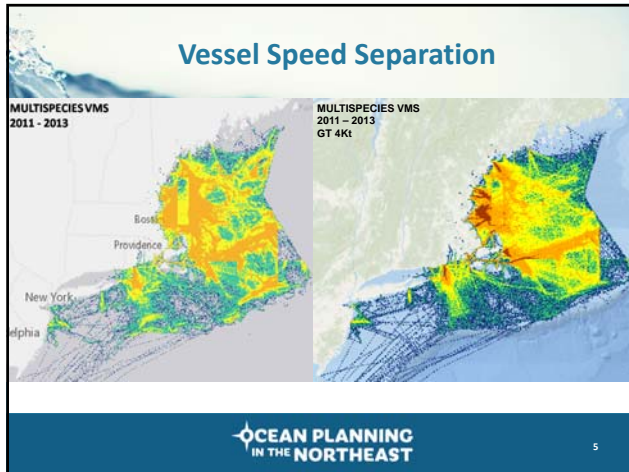 Vessel Speed Separation
MULTISPECIES VMS
2011 - 2013
Bost
Providence
New York
elphia
MULTISPECIES VMS
2011 – 2013
GT 4Kt
OCEAN PLANNING
IN THE NORTHEAST
5